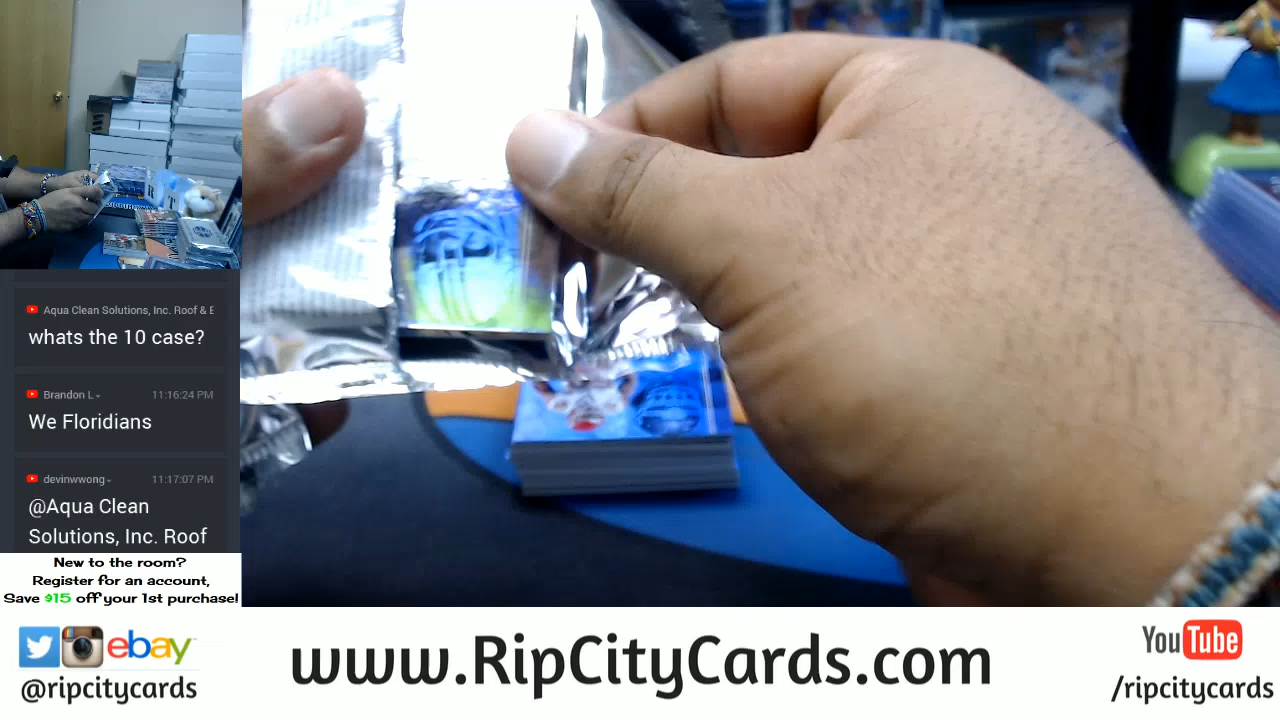 Aqua Clean Solutions, Inc. Roof & E
whats the 10 case?
Brandon L
11:16:24 PM
We Floridians
devinwwong
11:17:07 PM
@Aqua Clean
Solutions, Inc. Roof
New to the room?
Register for an account,
Save $15 off your 1st purchase!
ebay
@ripcitycards
www.RipCityCards.com
YouTube
/ripcitycards